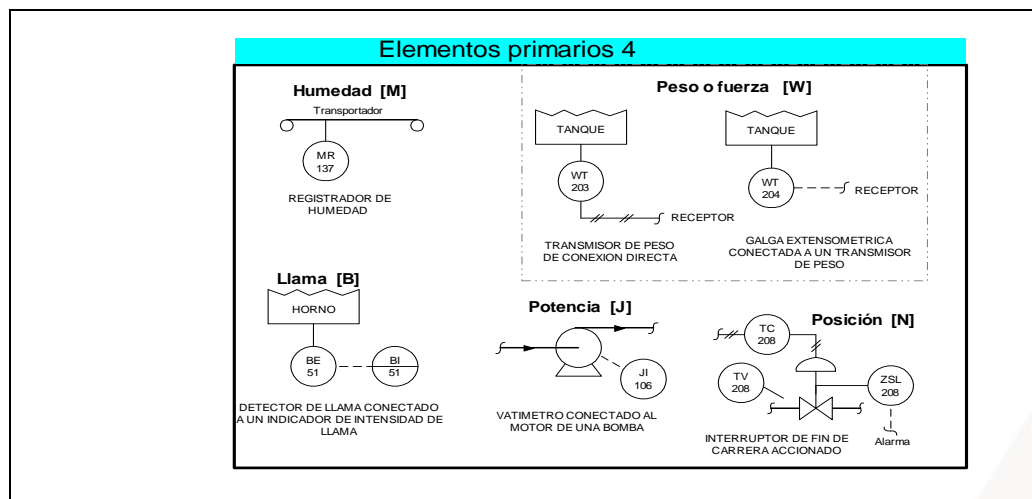 Elementos primarios 4
Humedad [M]
Transportador
MR
137
REGISTRADOR DE
HUMEDAD
Peso o fuerza [W]
TANQUE
WT
203
RECEPTOR
TRANSMISOR DE PESO
DE CONEXION DIRECTA
TANQUE
WT
204
RECEPTOR
GALGA EXTENSOMETRICA
CONECTADA A UN TRANSMISOR
DE PESO
Llama [B]
HORNO
BE
51
BI
51
DETECTOR DE LLAMA CONECTADO
A UN INDICADOR DE INTENSIDAD DE
LLAMA
Potencia [J]
JI
106
VATIMETRO CONECTADO AL
MOTOR DE UNA BOMBA
Posición [N]
TC
208
TV
208
ZSL
208
Alarma
INTERRUPTOR DE FIN DE
CARRERA ACCIONADO